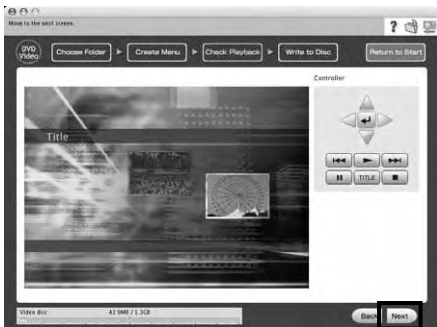 Move to the next screen.
?
DVD Video
Choose Folder
Create Menu
Check Playback
Write to Disc
Return to Start
Controller
Title
TITLE
Video disc 42.9MB / 1.3GB
Back Next